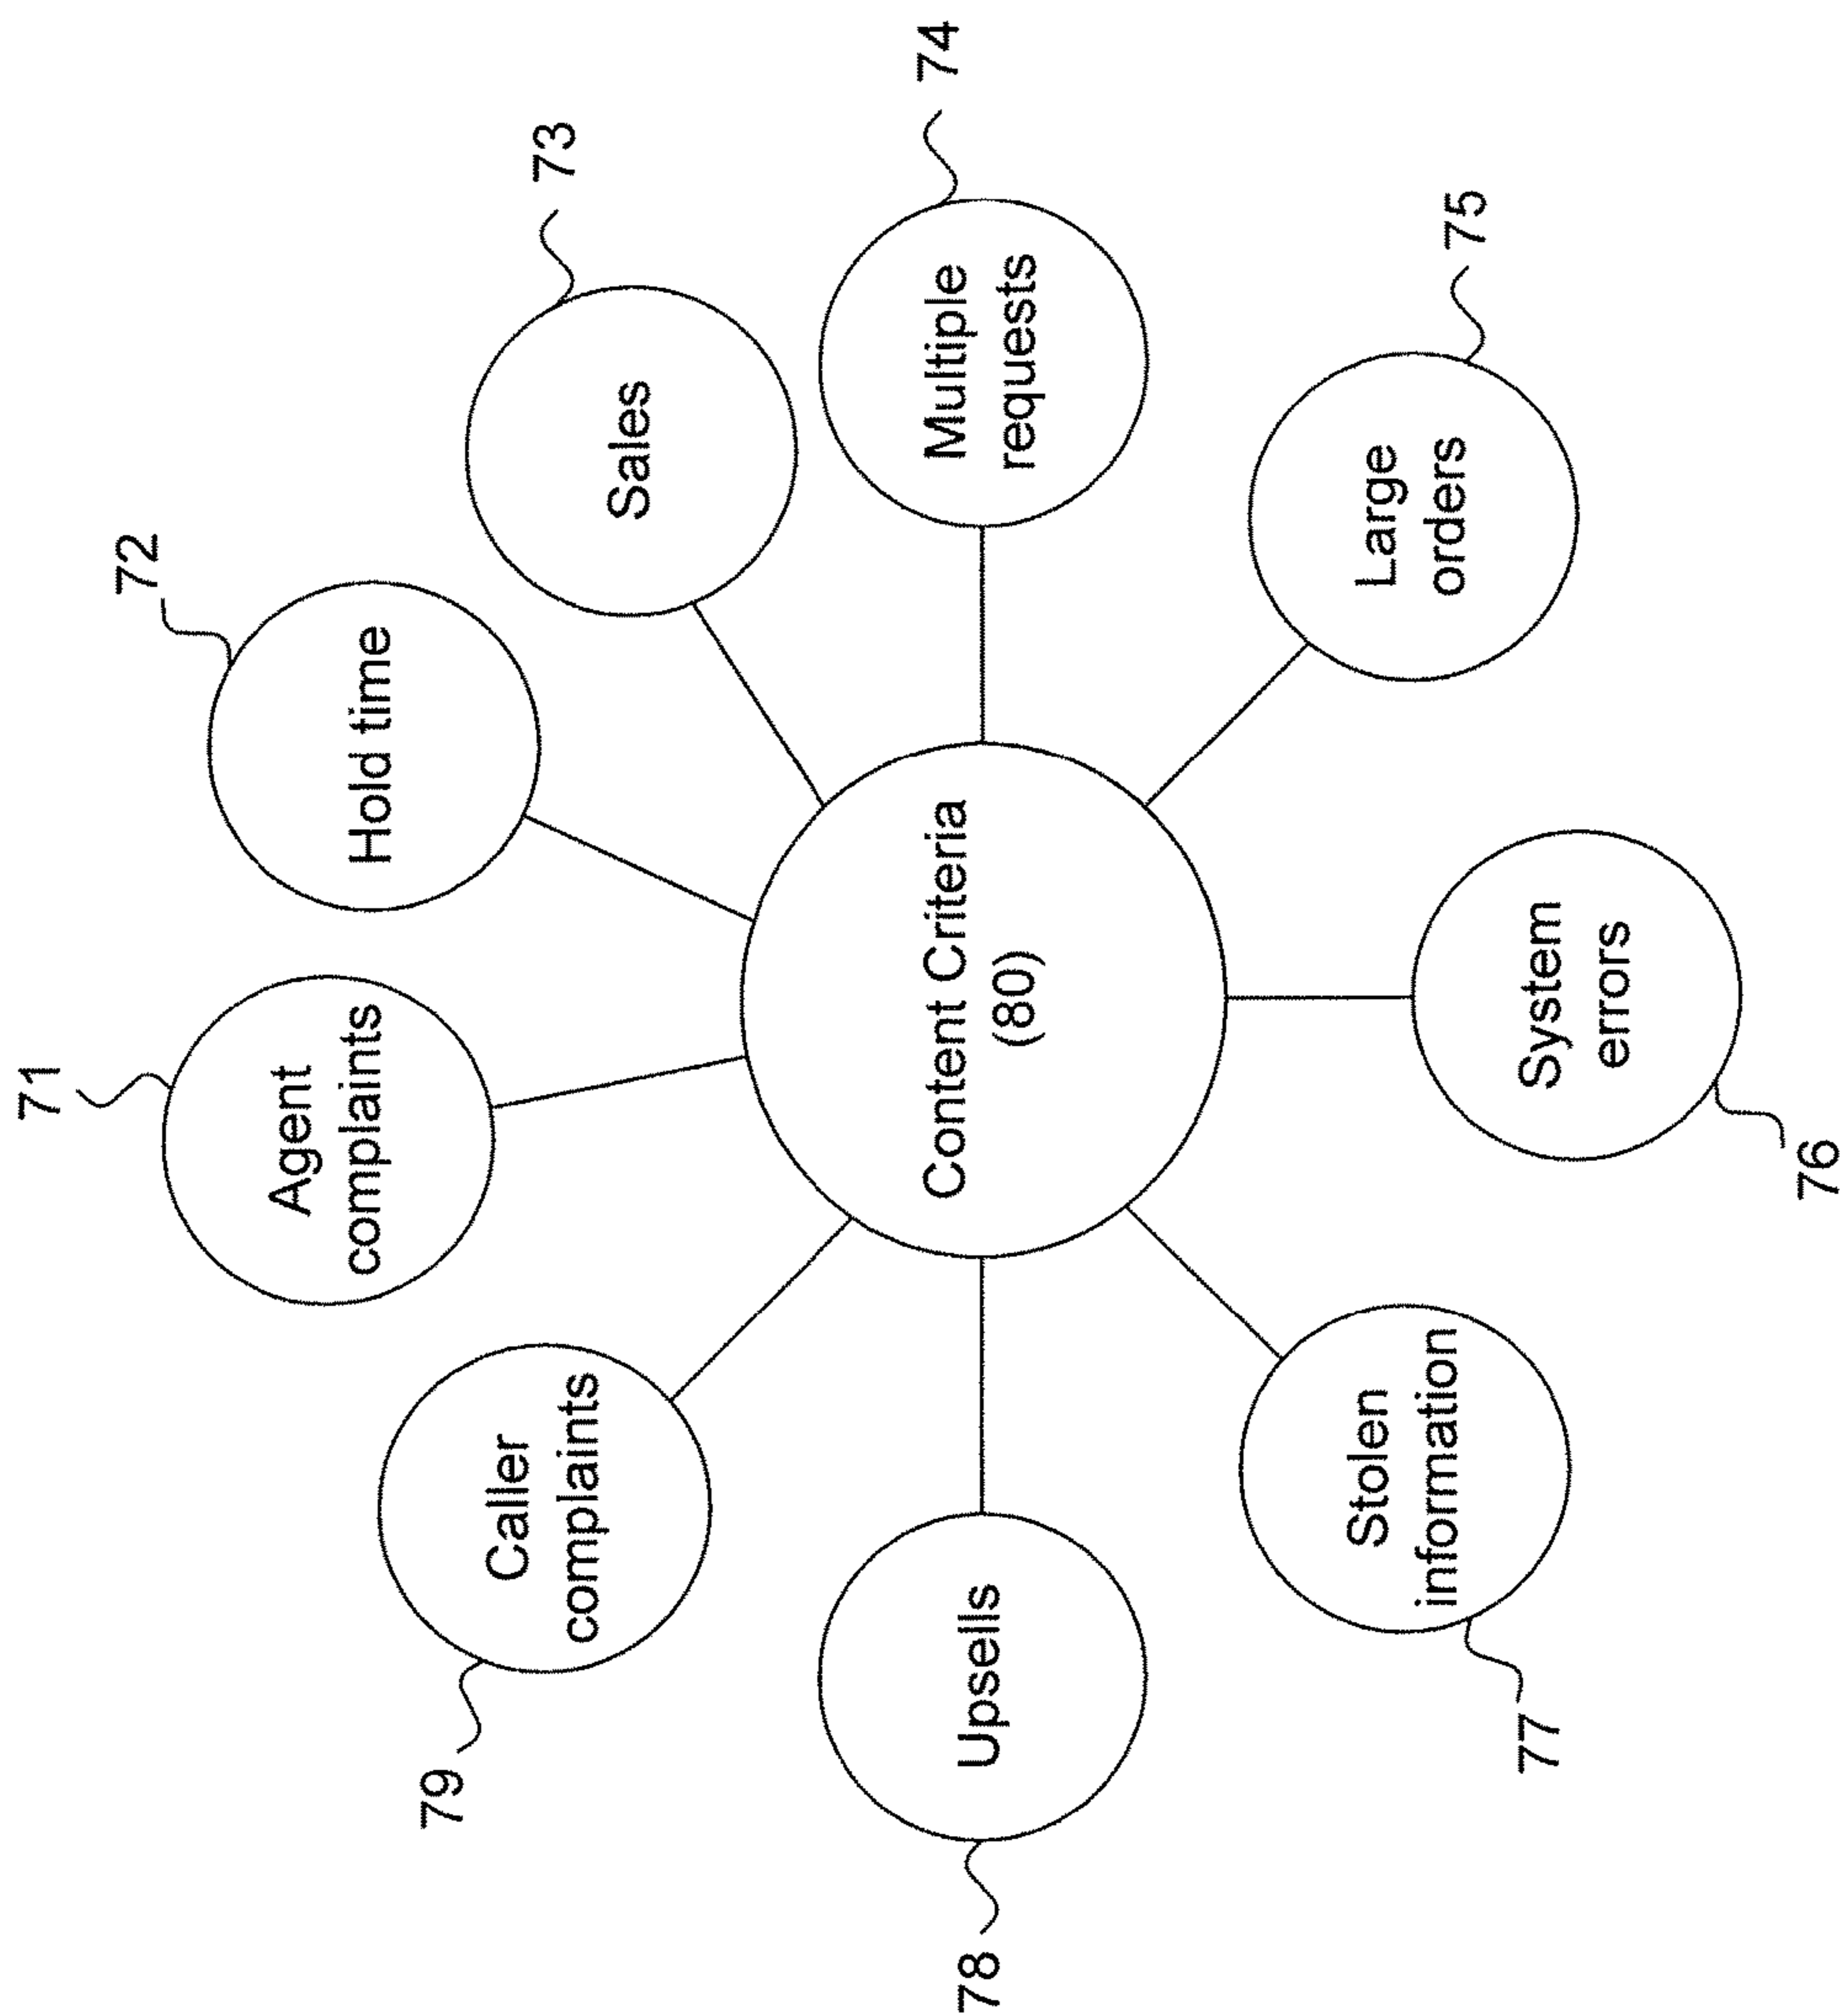 71
Agent
complaints
72
Hold time
73
Sales
74
Multiple
requests
75
Large
orders
76
System
errors
77
Stolen
information
78
Upsells
79
Caller
complaints
Content Criteria
(80)